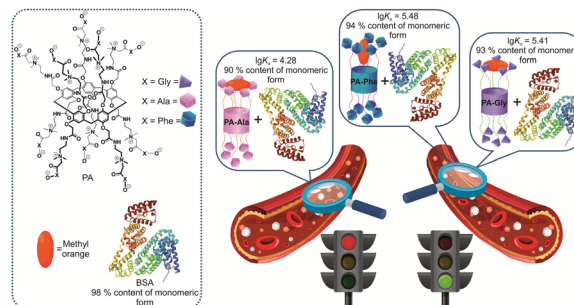 X = Gly
X = Ala
X = Phe
PA
= Methyl
orange
BSA
98 % content of monomeric
form
lgKₐ = 4.28
90 % content of monomeric
form
PA-Ala
+
lgKₐ = 5.48
94 % content of monomeric
form
PA-Phe
+
lgKₐ = 5.41
93 % content of monomeric
form
PA-Gly
+